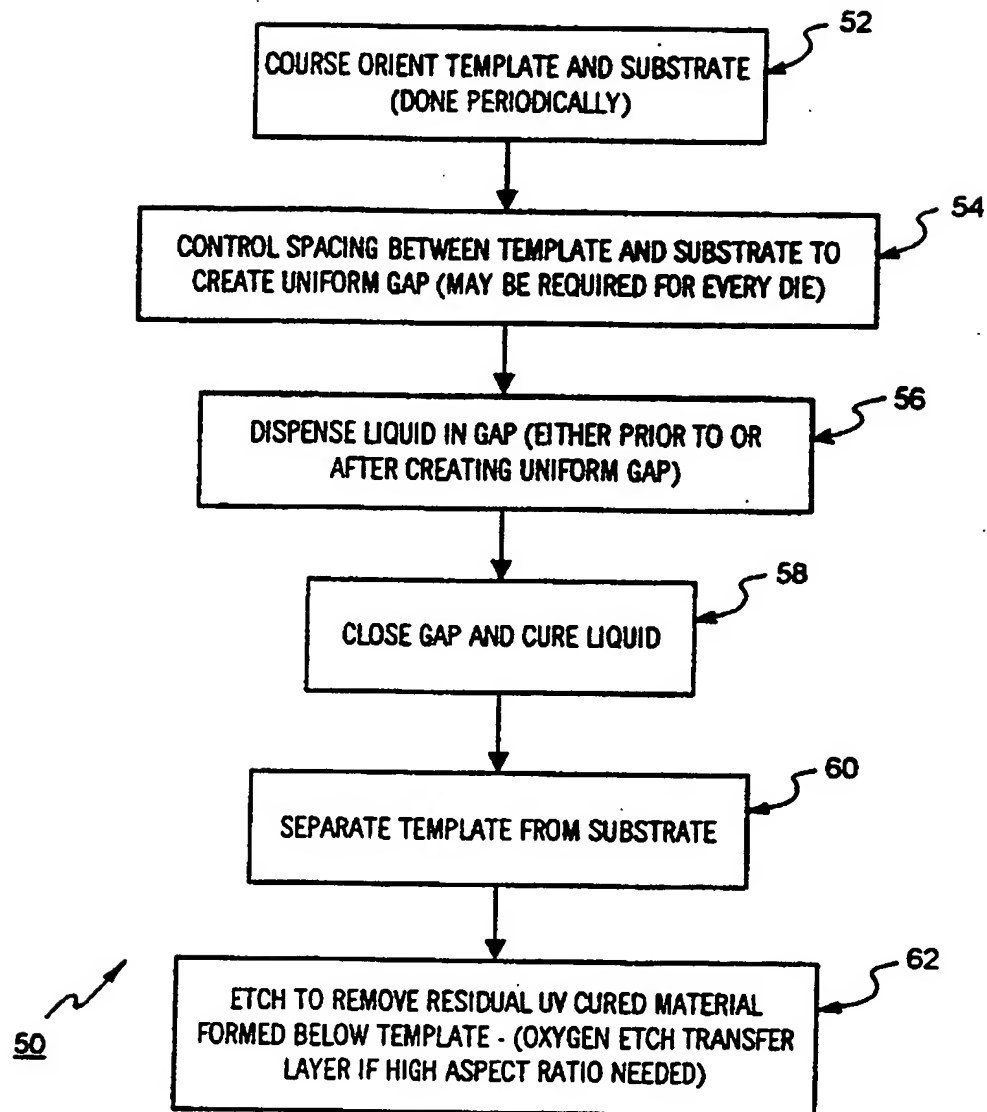 52
COURSE ORIENT TEMPLATE AND SUBSTRATE
(DONE PERIODICALLY)
54
CONTROL SPACING BETWEEN TEMPLATE AND SUBSTRATE TO
CREATE UNIFORM GAP (MAY BE REQUIRED FOR EVERY DIE)
56
DISPENSE LIQUID IN GAP (EITHER PRIOR TO OR
AFTER CREATING UNIFORM GAP)
58
CLOSE GAP AND CURE LIQUID
60
SEPARATE TEMPLATE FROM SUBSTRATE
62
ETCH TO REMOVE RESIDUAL UV CURED MATERIAL
FORMED BELOW TEMPLATE - (OXYGEN ETCH TRANSFER
LAYER IF HIGH ASPECT RATIO NEEDED)
50